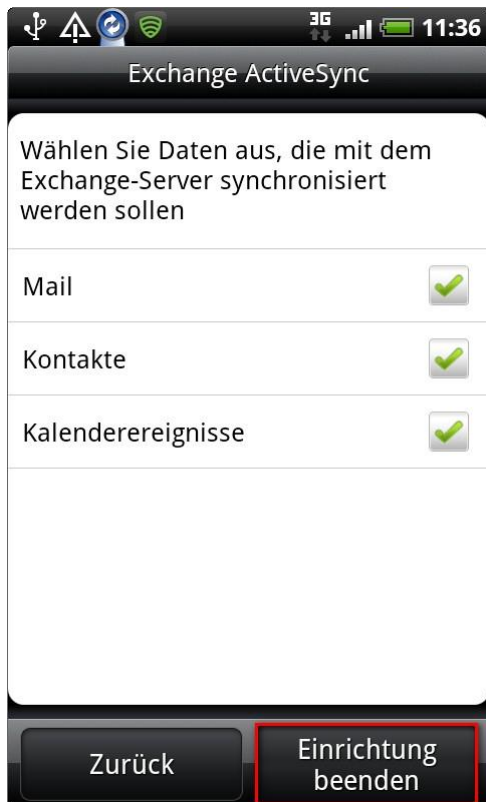 3G 11:36
Exchange ActiveSync
Wählen Sie Daten aus, die mit dem
Exchange-Server synchronisiert
werden sollen
Mail
Kontakte
Kalenderereignisse
Zurück
Einrichtung
beenden